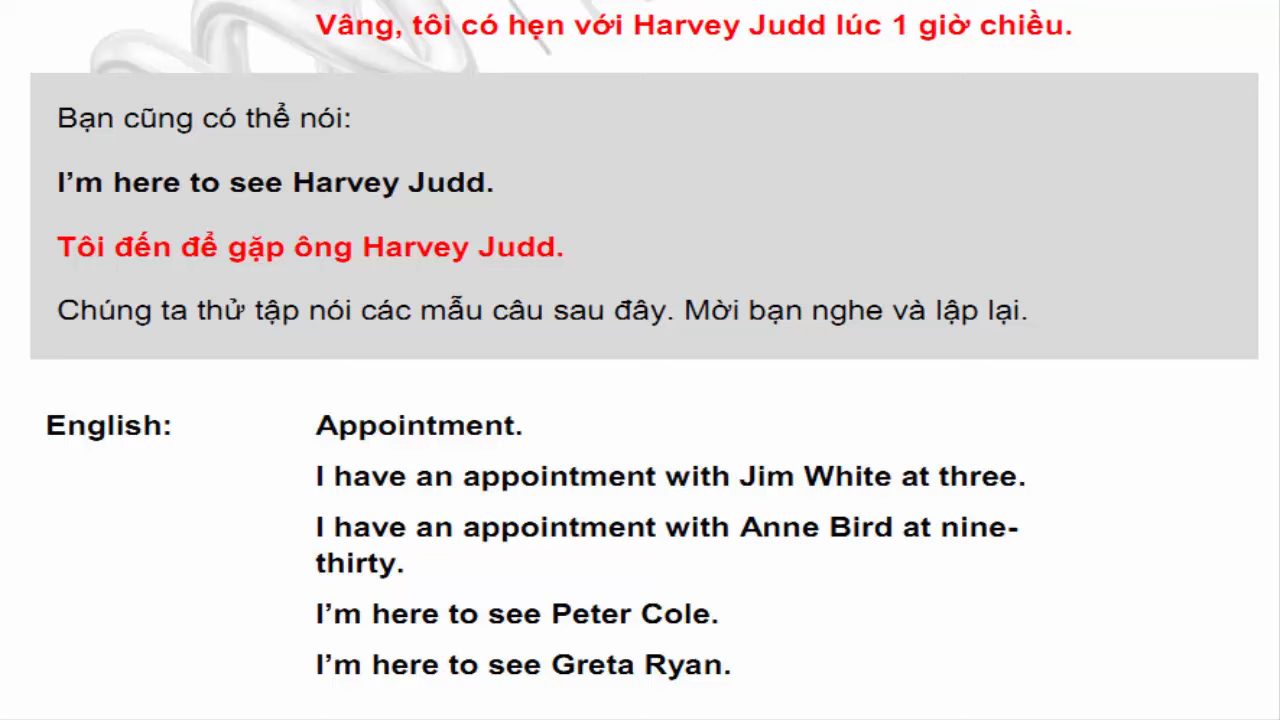 Vâng, tôi có hẹn với Harvey Judd lúc 1 giờ chiều.
Bạn cũng có thể nói:
I’m here to see Harvey Judd.
Tôi đến để gặp ông Harvey Judd.
Chúng ta thử tập nói các mẫu câu sau đây. Mời bạn nghe và lập lại.
English: Appointment.
I have an appointment with Jim White at three.
I have an appointment with Anne Bird at nine-
thirty.
I’m here to see Peter Cole.
I’m here to see Greta Ryan.